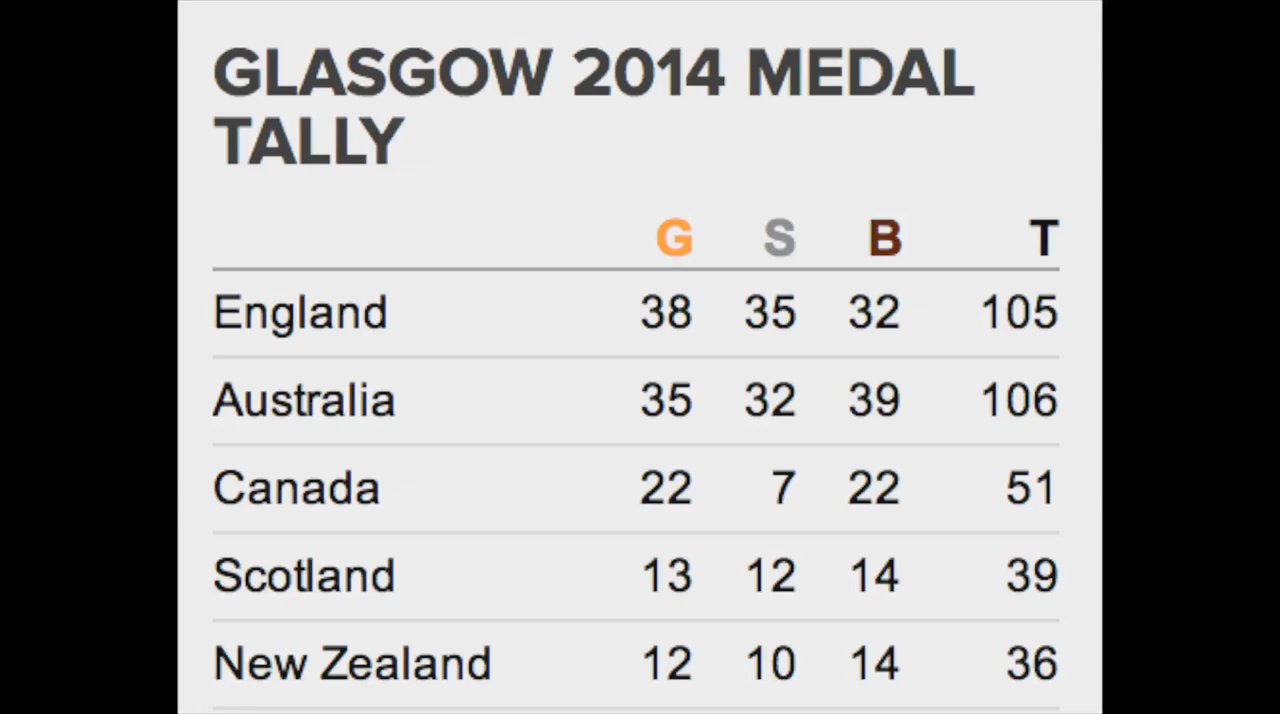 GLASGOW 2014 MEDAL
TALLY
G S B T
England 38 35 32 105
Australia 35 32 39 106
Canada 22 7 22 51
Scotland 13 12 14 39
New Zealand 12 10 14 36